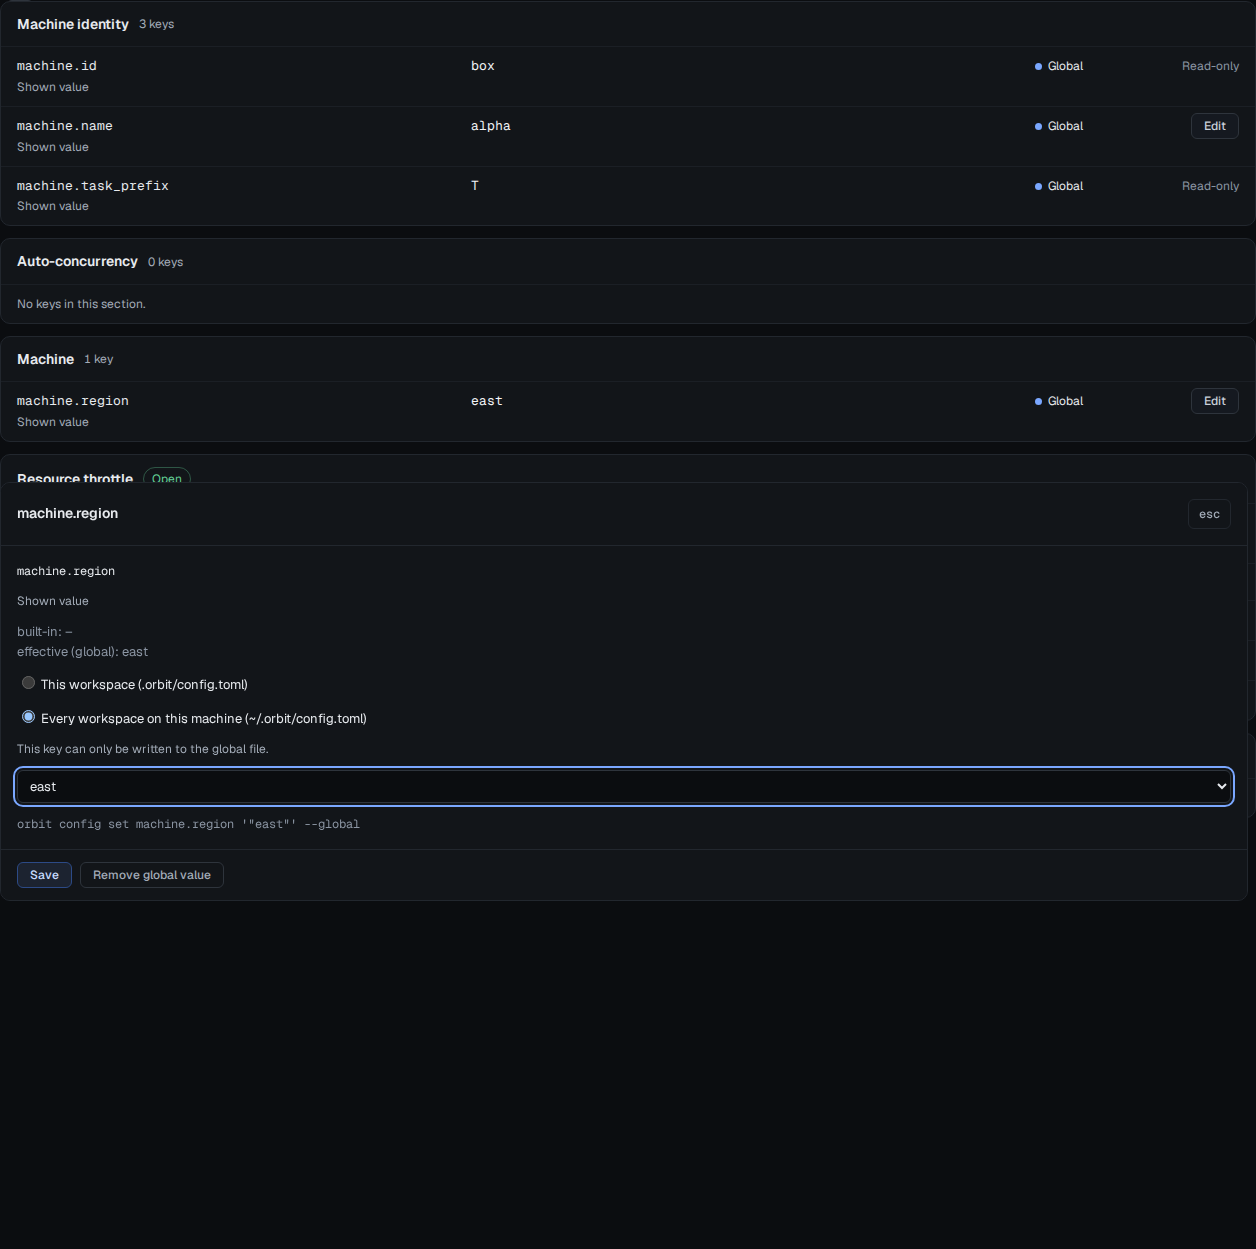 Machine identity 3 keys
machine.id box Global Read-only
Shown value
machine.name alpha Global Edit
Shown value
machine.task_prefix T Global Read-only
Shown value
Auto-concurrency 0 keys
No keys in this section.
Machine 1 key
machine.region east Global Edit
Shown value
Resource throttle Open
machine.region esc
machine.region
Shown value
built-in: –
effective (global): east
This workspace (.orbit/config.toml)
Every workspace on this machine (~/.orbit/config.toml)
This key can only be written to the global file.
east
orbit config set machine.region '"east"' --global
Save Remove global value